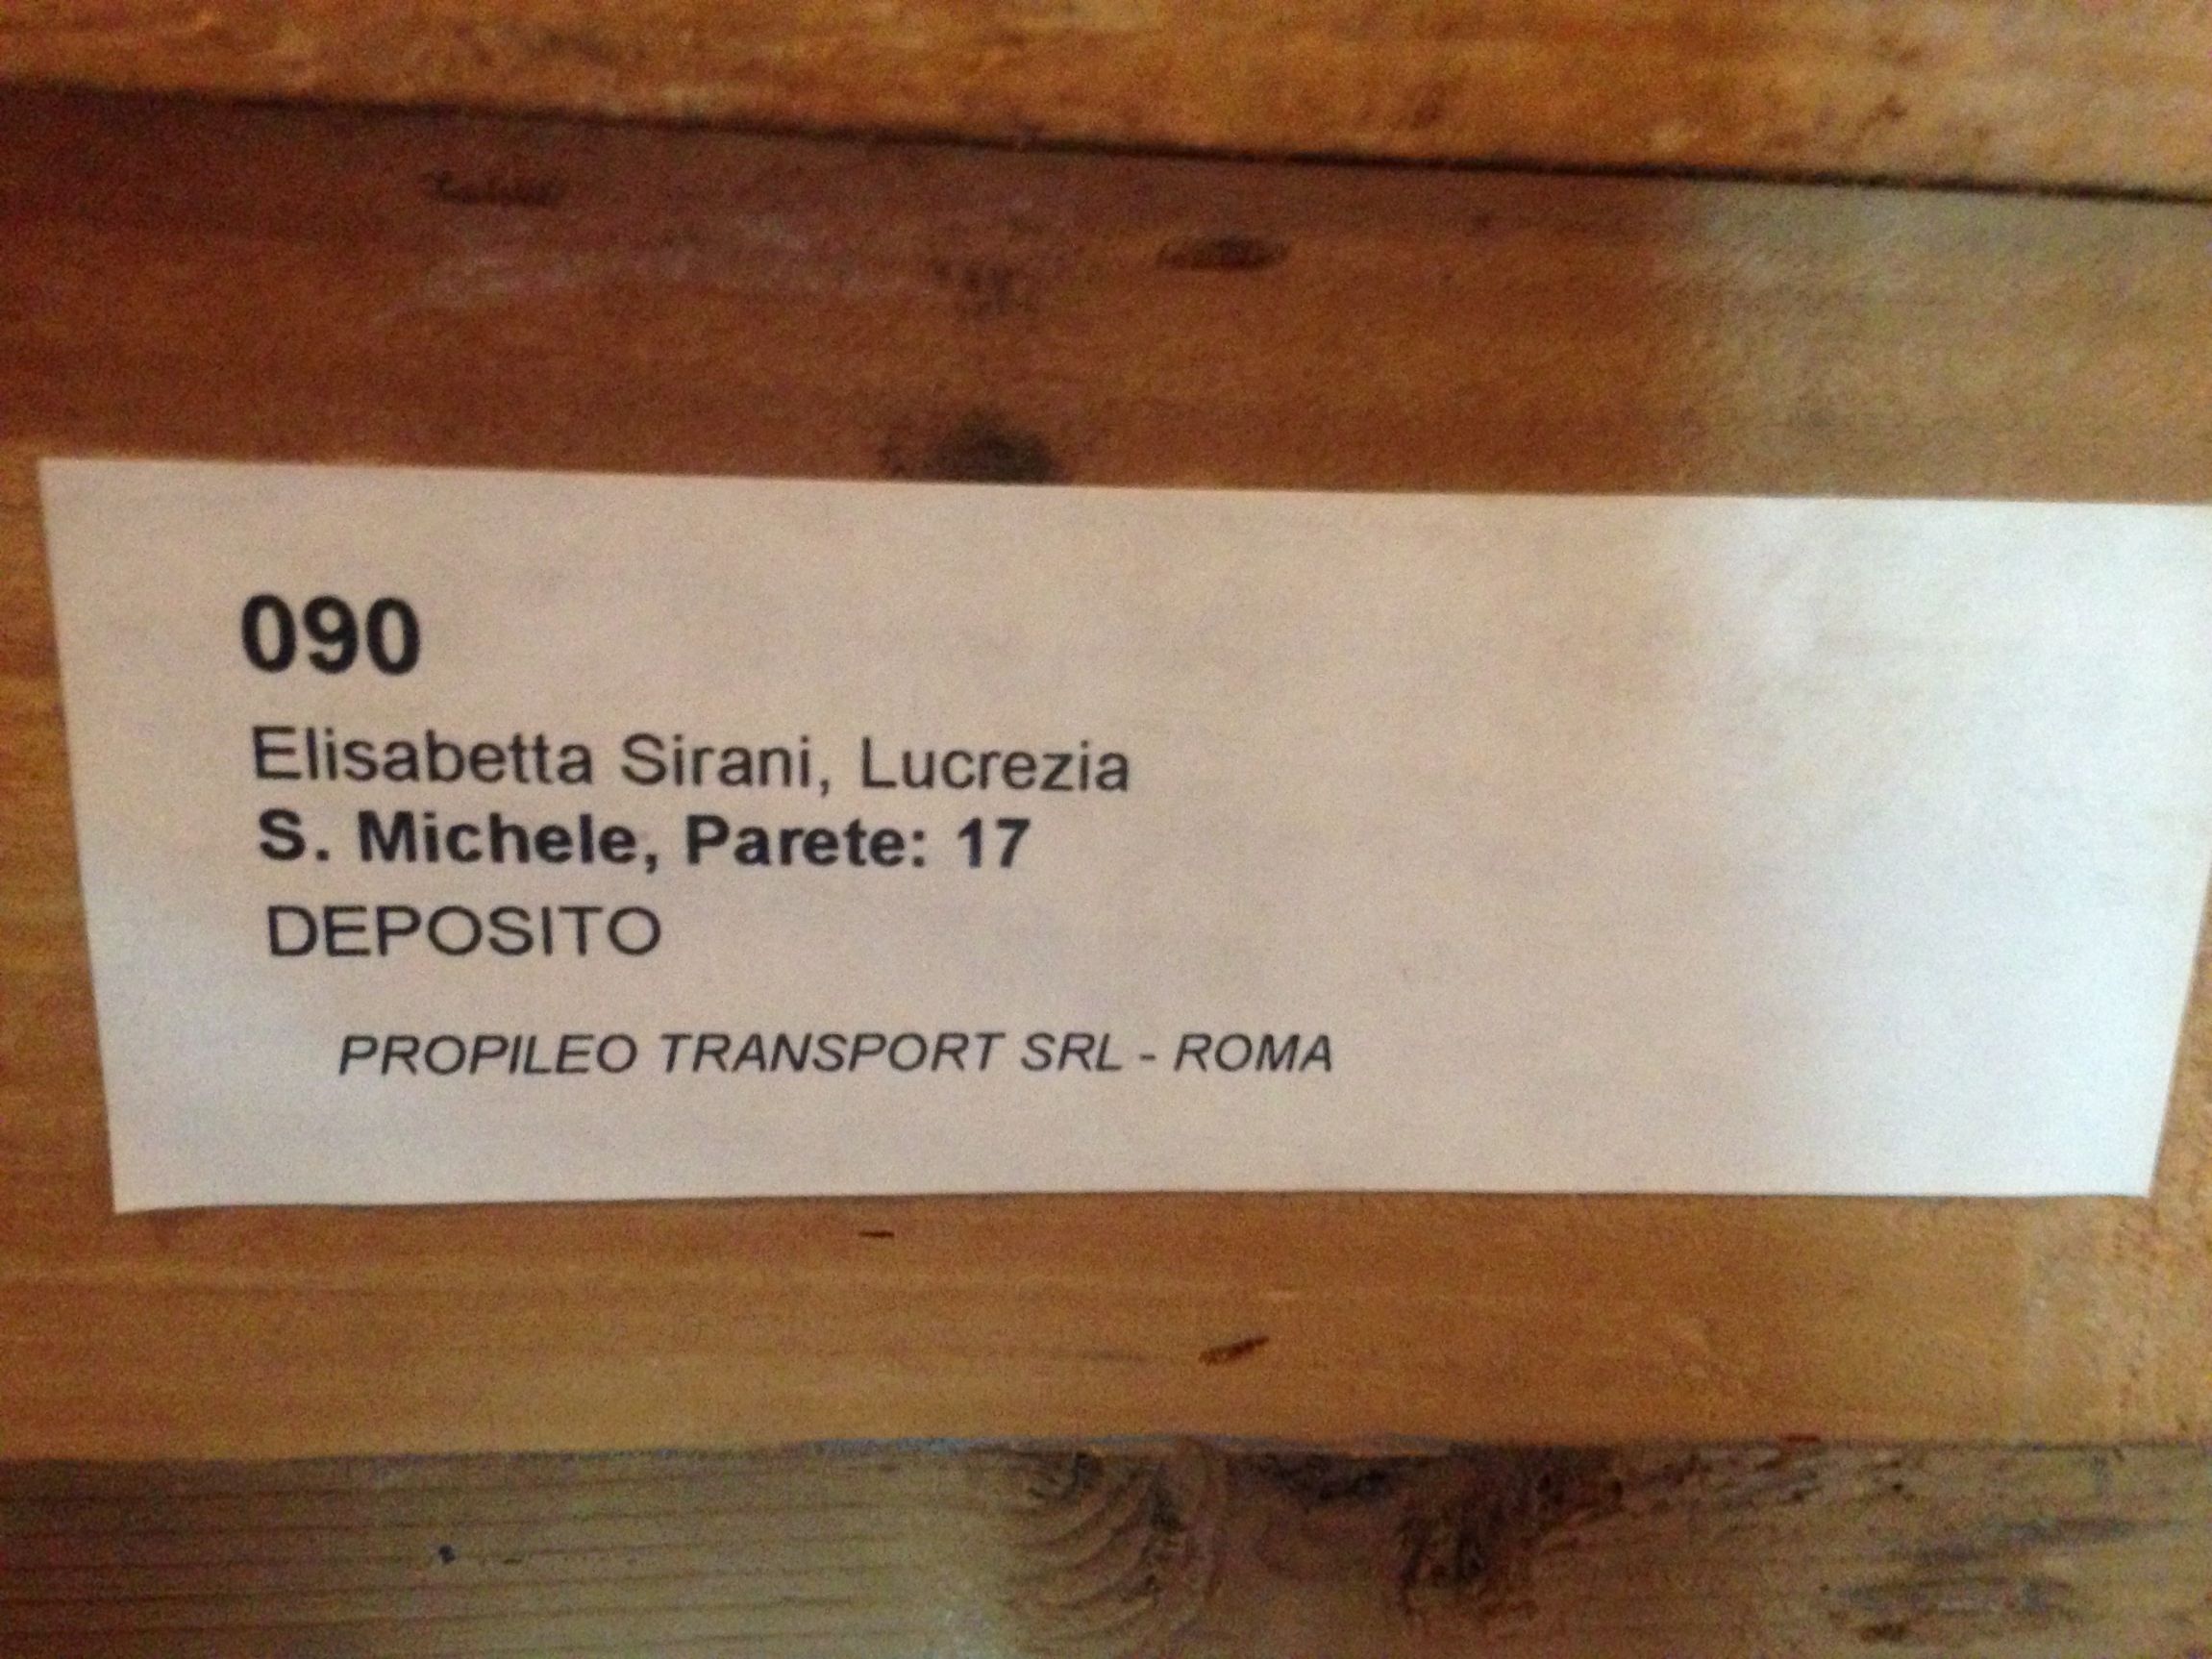 090
Elisabetta Sirani, Lucrezia
S. Michele, Parete: 17
DEPOSITO
PROPILEO TRANSPORT SRL - ROMA